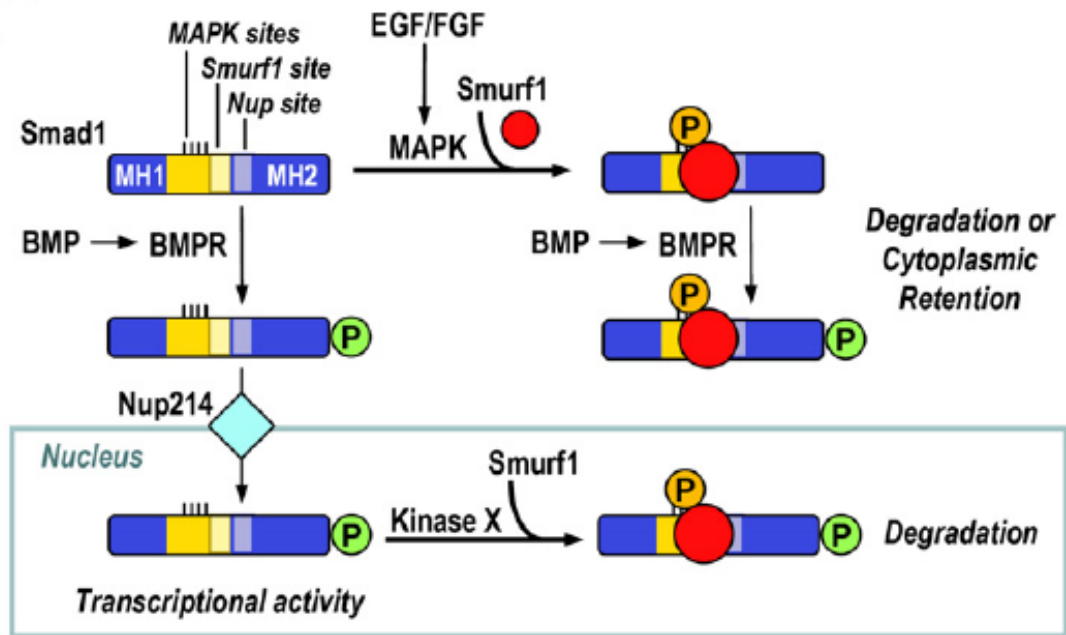 MAPK sites
Smurf1 site
Nup site
EGF/FGF
Smurf1
Smad1
MH1
MH2
MAPK
P
BMP
BMPR
BMP
BMPR
Degradation or
Cytoplasmic
Retention
P
P
P
Nup214
Nucleus
Smurf1
P
P
Kinase X
P
Degradation
Transcriptional activity